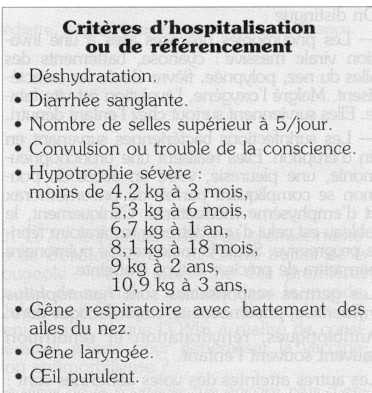 Critères d'hospitalisation
ou de référencement
• Déshydratation.
• Diarrhée sanglante.
• Nombre de selles supérieur à 5/jour.
• Convulsion ou trouble de la conscience.
• Hypotrophie sévère :
moins de 4,2 kg à 3 mois,
5,3 kg à 6 mois,
6,7 kg à 1 an,
8,1 kg à 18 mois,
9 kg à 2 ans,
10,9 kg à 3 ans,
• Gêne respiratoire avec battement des
ailes du nez.
• Gêne laryngée.
• Œil purulent.